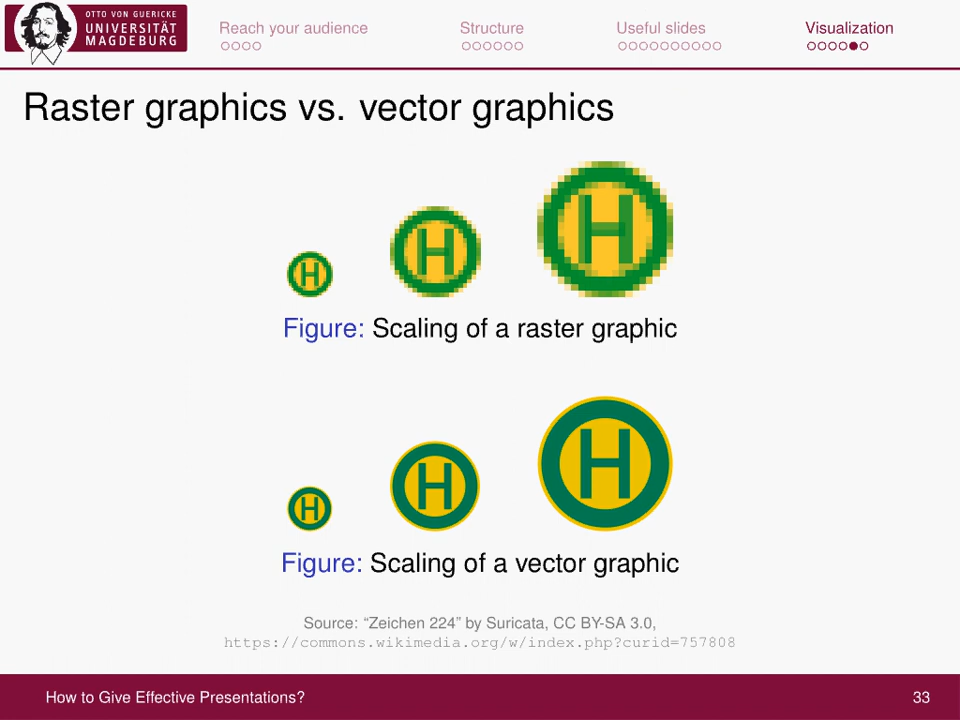 OTTO VON GUERICKE
UNIVERSITÄT
MAGDEBURG
Reach your audience
Structure
Useful slides
Visualization
Raster graphics vs. vector graphics
H H H
Figure: Scaling of a raster graphic
H H H
Figure: Scaling of a vector graphic
Source: “Zeichen 224” by Suricata, CC BY-SA 3.0,
https://commons.wikimedia.org/w/index.php?curid=757808
How to Give Effective Presentations?
33